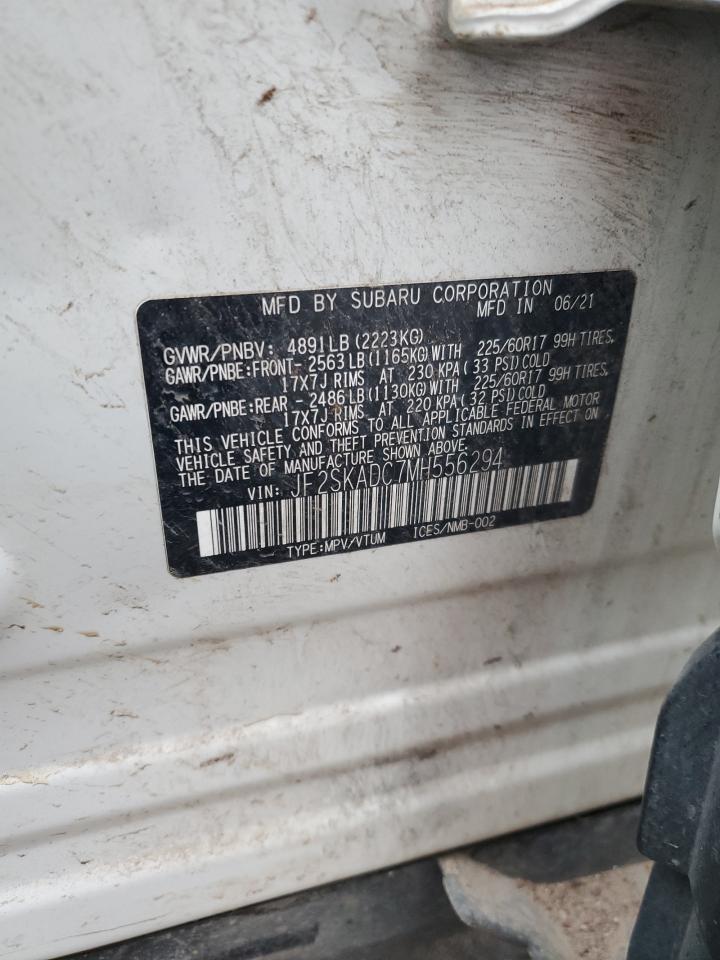 MFD BY SUBARU CORPORATION
MFD IN 06/21
GVWR/PNBV: 4891LB(2223KG)
GAWR/PNBE:FRONT- 2563LB(1165KG)WITH 225/60R17 99H TIRES,
17X7J RIMS AT 230 KPA(33 PSI)COLD
GAWR/PNBE:REAR - 2486LB(1130KG)WITH 225/60R17 99H TIRES,
17X7J RIMS AT 220 KPA(32 PSI)COLD
THIS VEHICLE CONFORMS TO ALL APPLICABLE FEDERAL MOTOR
VEHICLE SAFETY AND THEFT PREVENTION STANDARDS IN EFFECT ON
THE DATE OF MANUFACTURE SHOWN ABOVE.
VIN: JF2SKADC7MH556294
TYPE:MPV/VTUM ICES/NMB-002